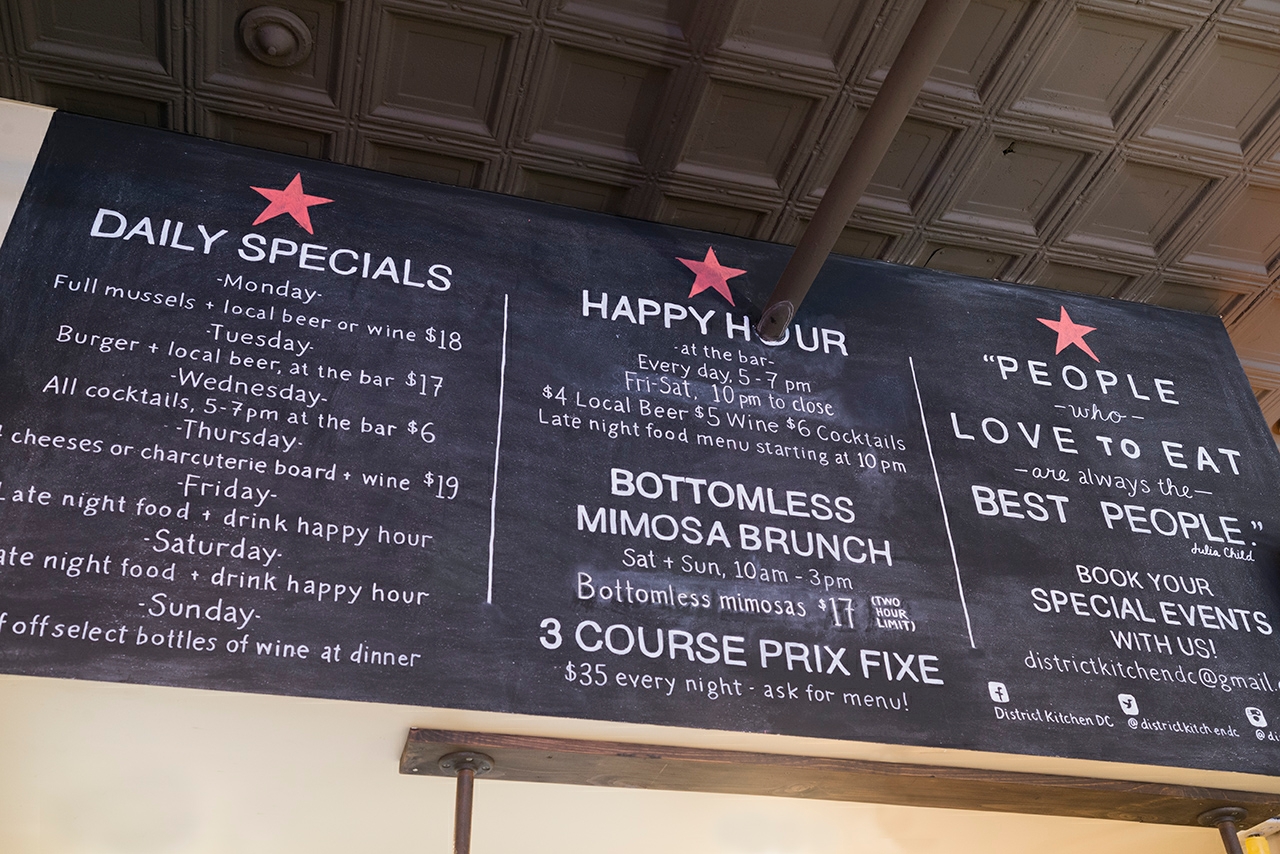 DAILY SPECIALS
-Monday-
Full mussels + local beer or wine $18
-Tuesday-
Burger + local beer, at the bar $17
-Wednesday-
All cocktails, 5-7pm at the bar $6
-Thursday-
cheeses or charcuterie board + wine $19
-Friday-
Late night food + drink happy hour
-Saturday-
ate night food + drink happy hour
-Sunday-
off select bottles of wine at dinner
HAPPY HOUR
-at the bar-
Every day, 5-7 pm
Fri-Sat, 10pm to close
$4 Local Beer $5 Wine $6 Cocktails
Late night food menu starting at 10pm
BOTTOMLESS
MIMOSA BRUNCH
Sat + Sun, 10am - 3pm
Bottomless mimosas $17 (TWO
HOUR
LIMIT)
3 COURSE PRIX FIXE
$35 every night - ask for menu!
“PEOPLE
-who-
LOVE TO EAT
-are always the-
BEST PEOPLE.”
Julia Child
BOOK YOUR
SPECIAL EVENTS
WITH US!
districtkitchendc@gmail.
District Kitchen DC
@districtkitchendc
@di